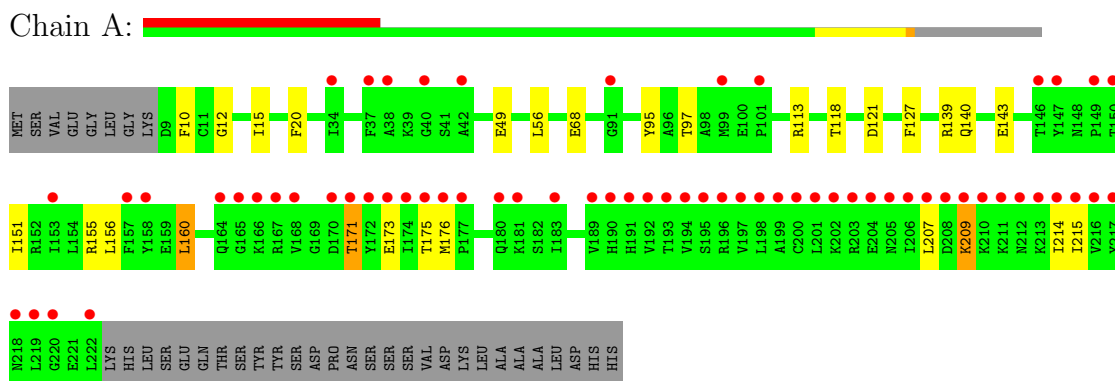 Chain A:
MET SER VAL GLU GLY LEU GLY LYS D9 F10 C11 G12 I15 F20 I34 F37 A38 K39 G40 S41 A42 E49 L56 E68 G91 Y95 A96 T97 A98 M99 E100 P101 R113 T118 D121 F127 R139 Q140 E143 T146 Y147 N148 P149 T150
I151 R152 I153 L154 R155 L156 F157 Y158 E159 L160 Q164 G165 K166 R167 V168 G169 D170 T171 Y172 E173 I174 T175 M176 P177 Q180 K181 S182 I183 V189 H190 H191 V192 T193 V194 S195 R196 V197 L198 A199 C200 L201 K202 R203 E204 N205 I206 L207 D208 K209 K210 K211 N212 K213 I214 I215 V216 Y217
N218 L219 G220 E221 L222 LYS HIS LEU SER GLU GLN THR SER TYR TYR SER ASP PRO ASN SER SER SER VAL ASP LYS LEU ALA ALA ALA LEU ASP HIS HIS